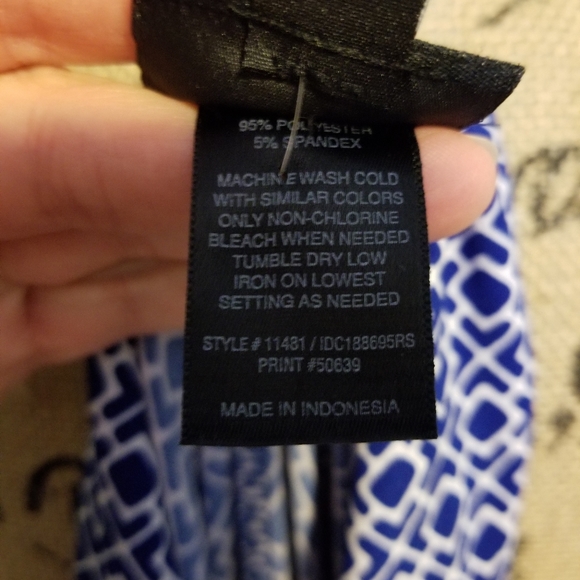 95% POLYESTER
5% SPANDEX
MACHINE WASH COLD
WITH SIMILAR COLORS
ONLY NON-CHLORINE
BLEACH WHEN NEEDED
TUMBLE DRY LOW
IRON ON LOWEST
SETTING AS NEEDED
STYLE # 11481 / IDC188695RS
PRINT #50639
MADE IN INDONESIA